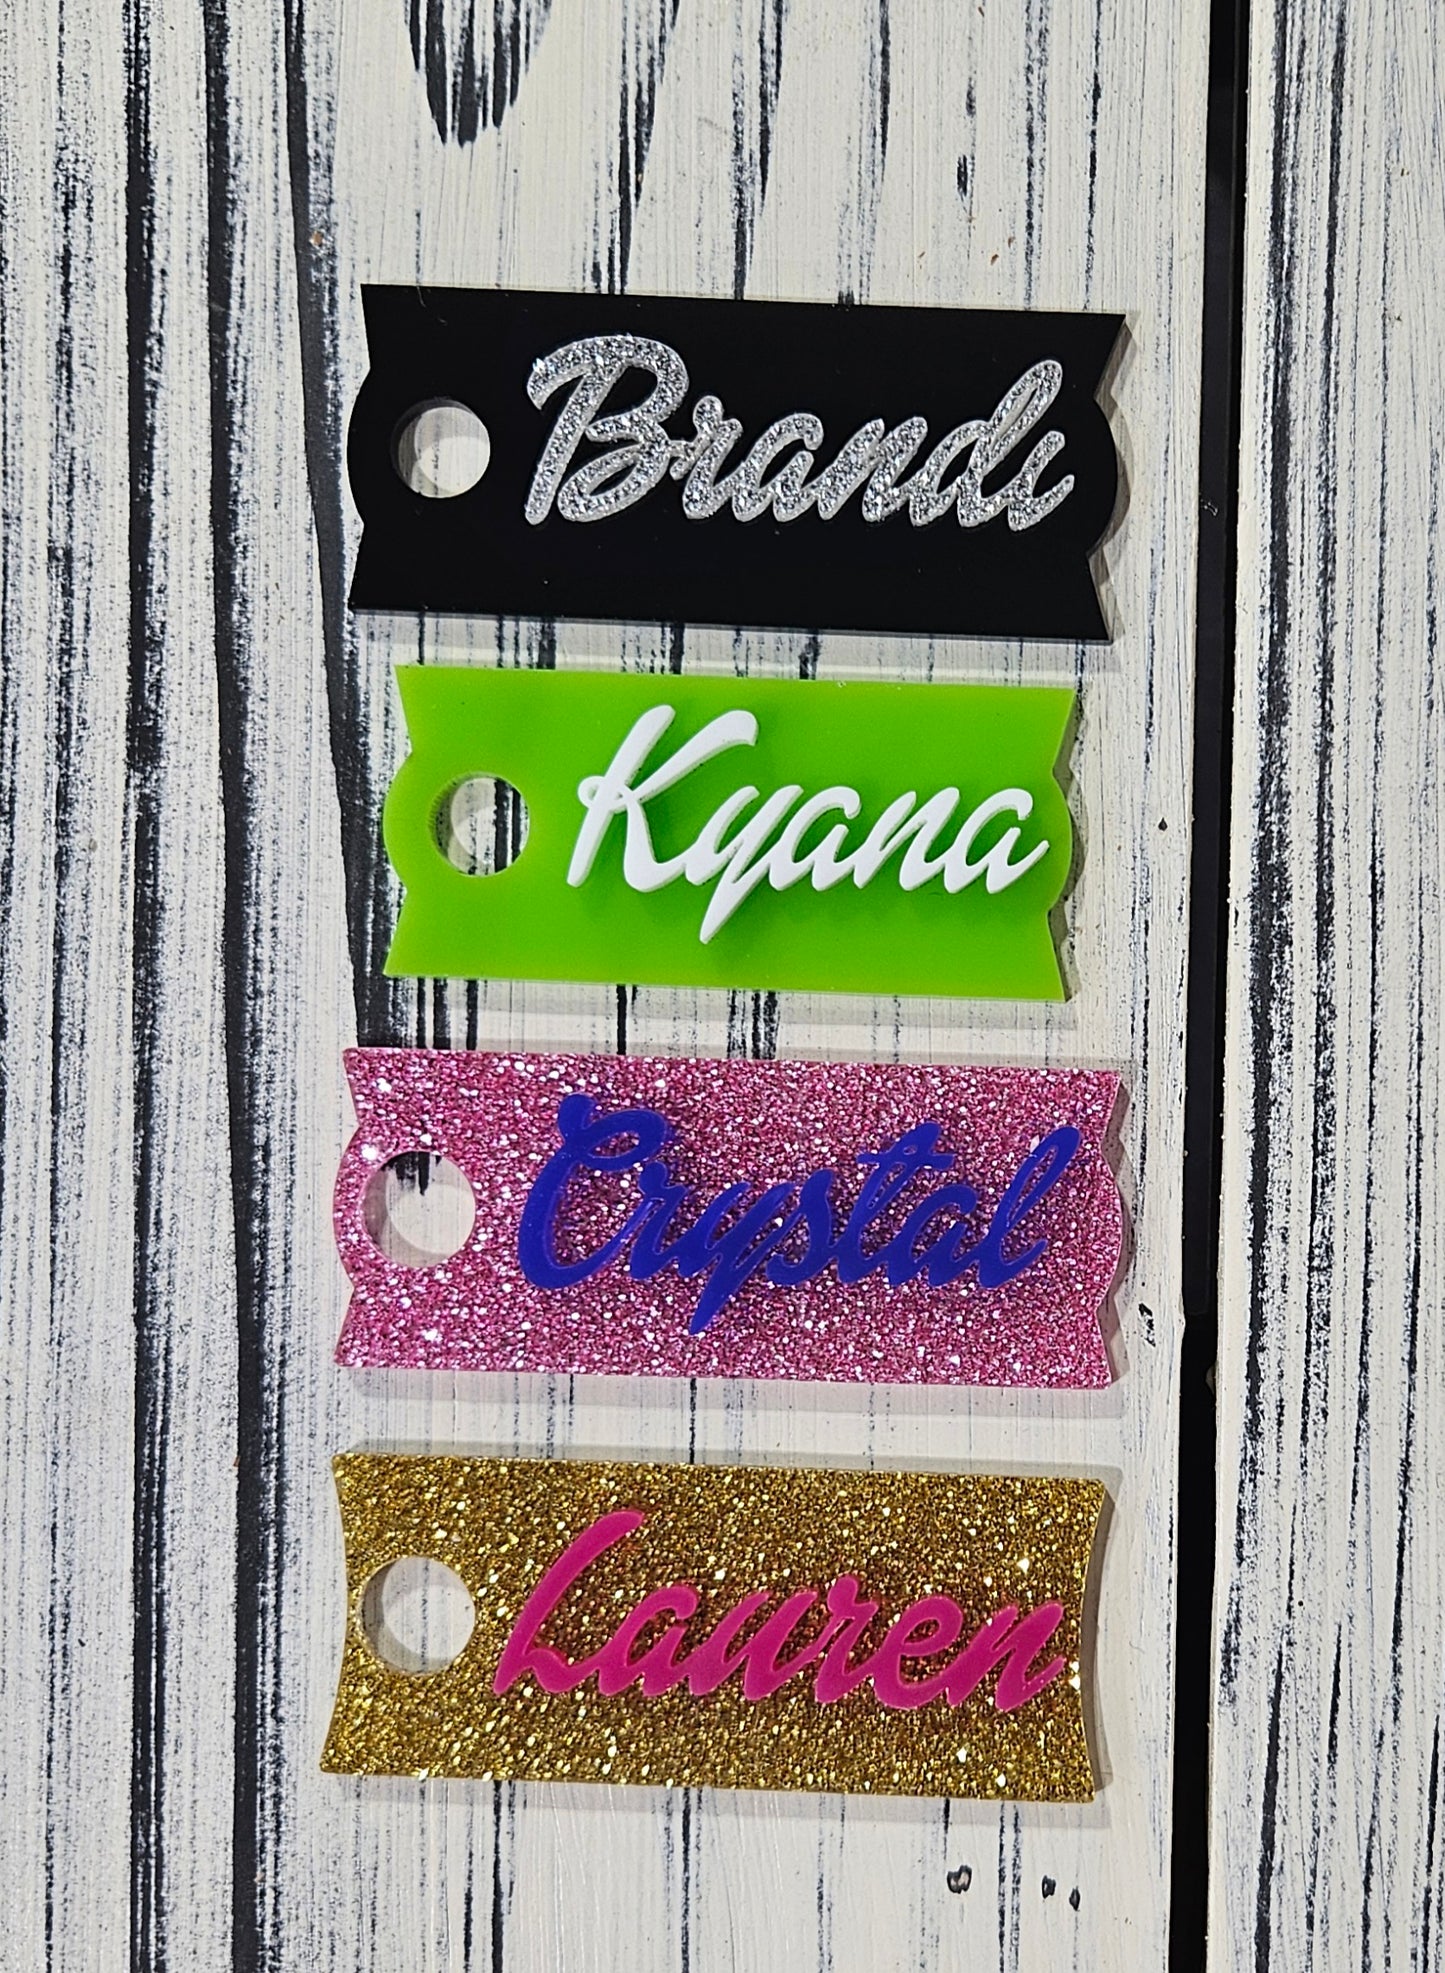 Brandi
Kyana
Crystal
Lauren